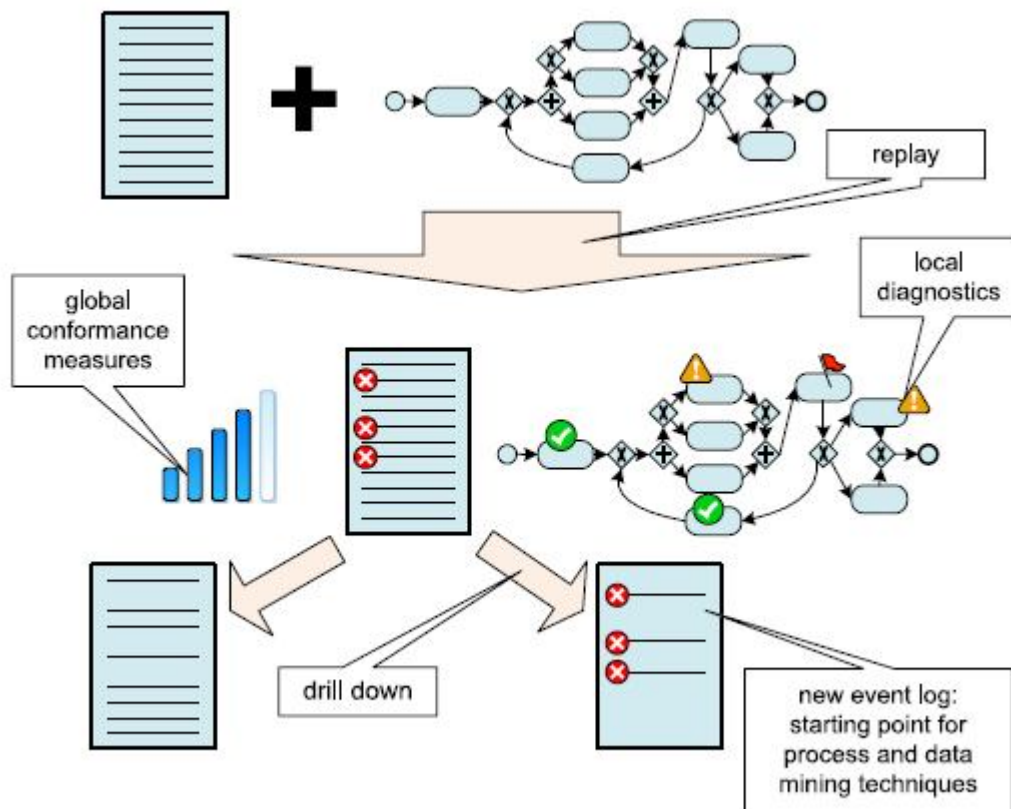 replay
local
diagnostics
global
conformance
measures
drill down
new event log:
starting point for
process and data
mining techniques